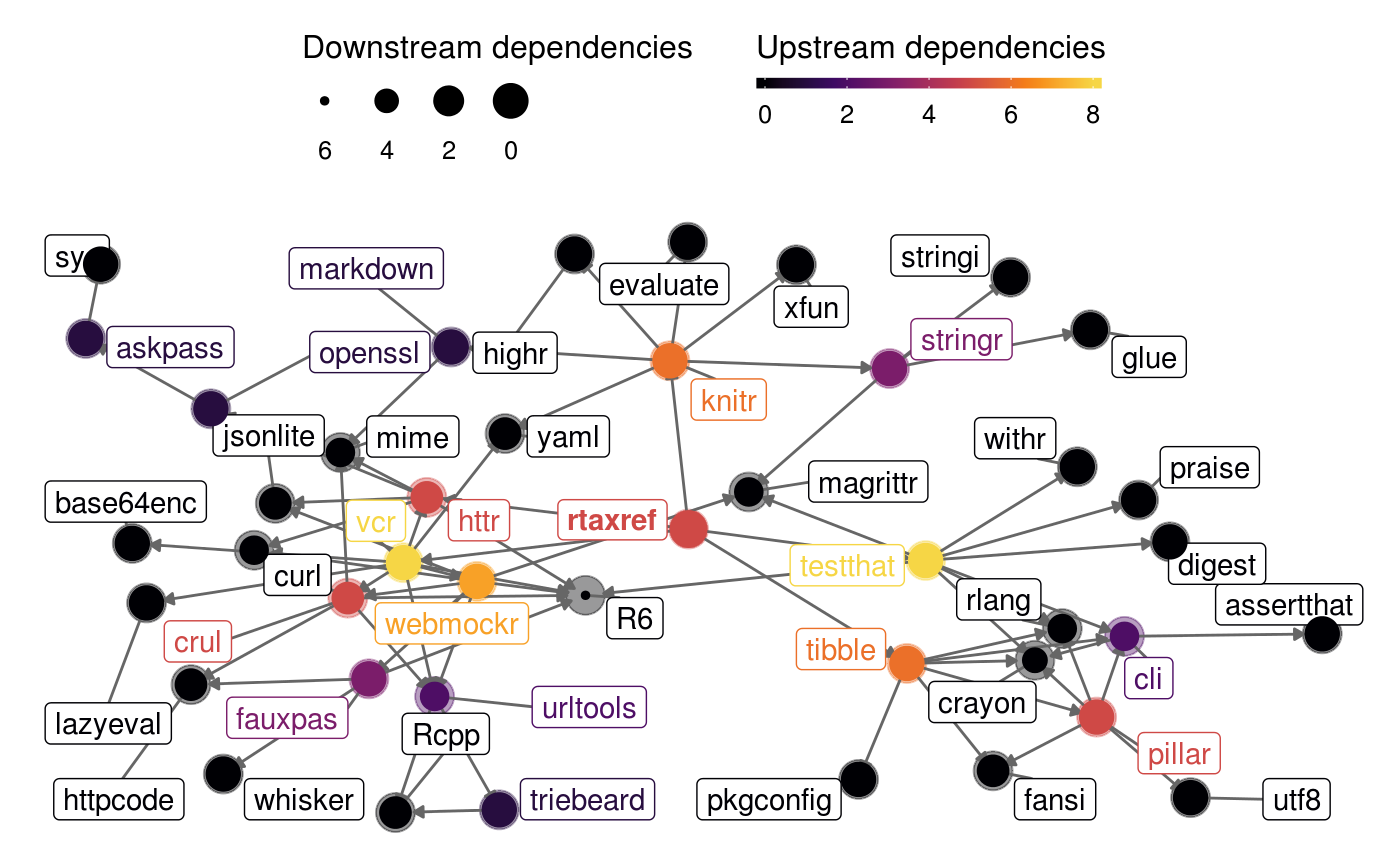 Downstream dependencies
Upstream dependencies
6 4 2 0
0 2 4 6 8
sy
markdown
evaluate
stringi
xfun
askpass
openssl
highr
stringr
glue
knitr
jsonlite
mime
yaml
withr
praise
base64enc
magrittr
vcr
httr
rtaxref
testthat
digest
curl
rlang
assertthat
R6
webmockr
crul
tibble
cli
crayon
lazyeval
fauxpas
urltools
Rcpp
pillar
httpcode
whisker
triebeard
pkgconfig
fansi
utf8